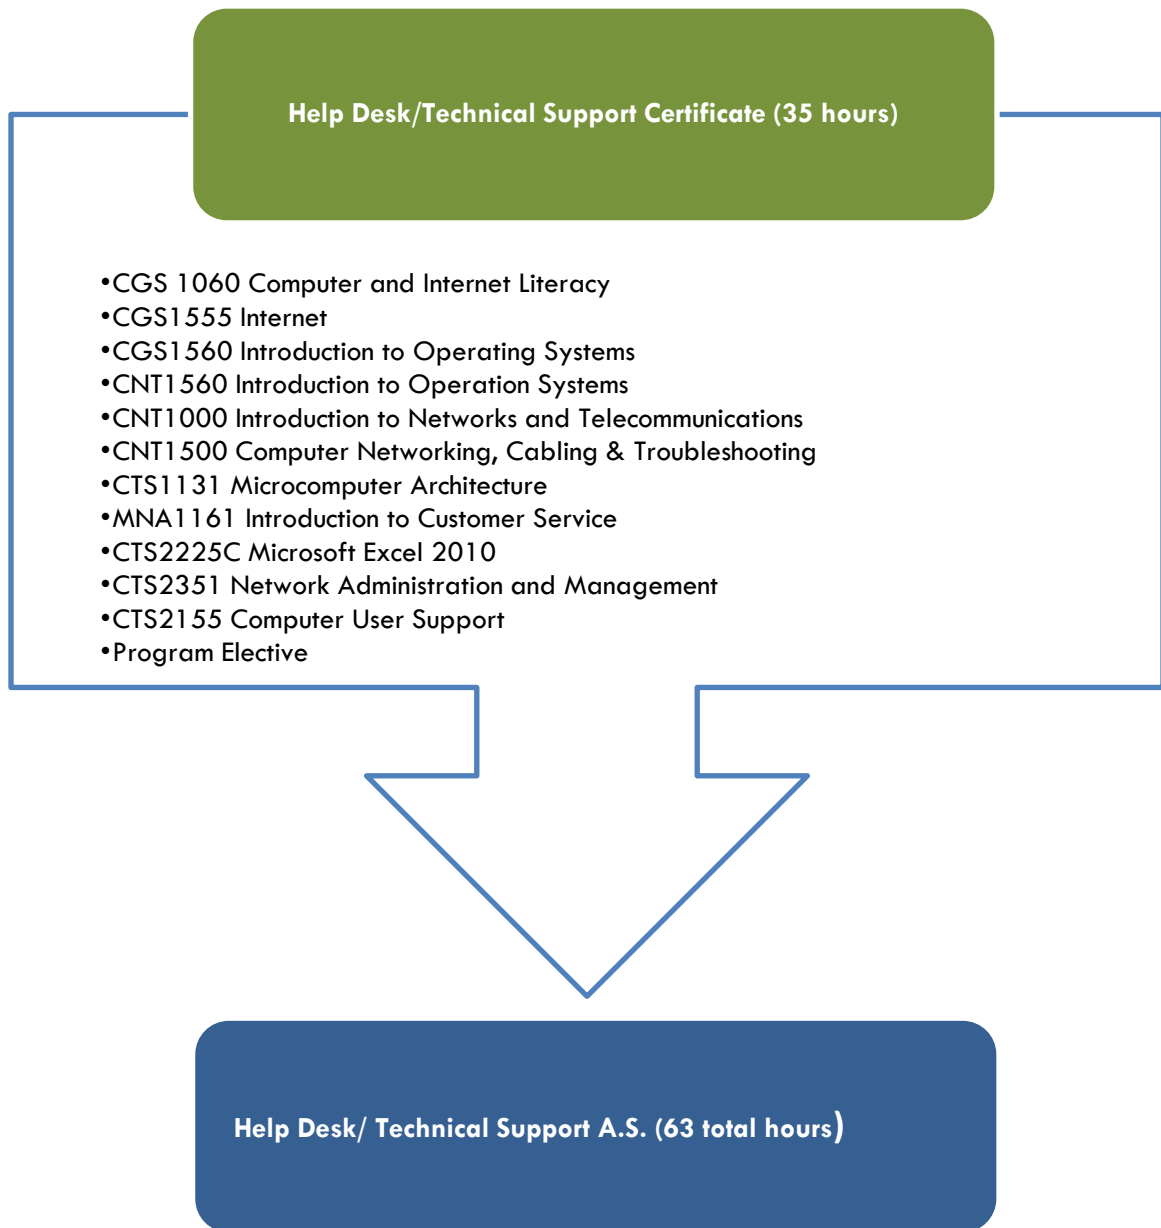 Help Desk/Technical Support Certificate (35 hours)
•CGS 1060 Computer and Internet Literacy
•CGS1555 Internet
•CGS1560 Introduction to Operating Systems
•CNT1560 Introduction to Operation Systems
•CNT1000 Introduction to Networks and Telecommunications
•CNT1500 Computer Networking, Cabling & Troubleshooting
•CTS1131 Microcomputer Architecture
•MNA1161 Introduction to Customer Service
•CTS2225C Microsoft Excel 2010
•CTS2351 Network Administration and Management
•CTS2155 Computer User Support
•Program Elective
Help Desk/ Technical Support A.S. (63 total hours)